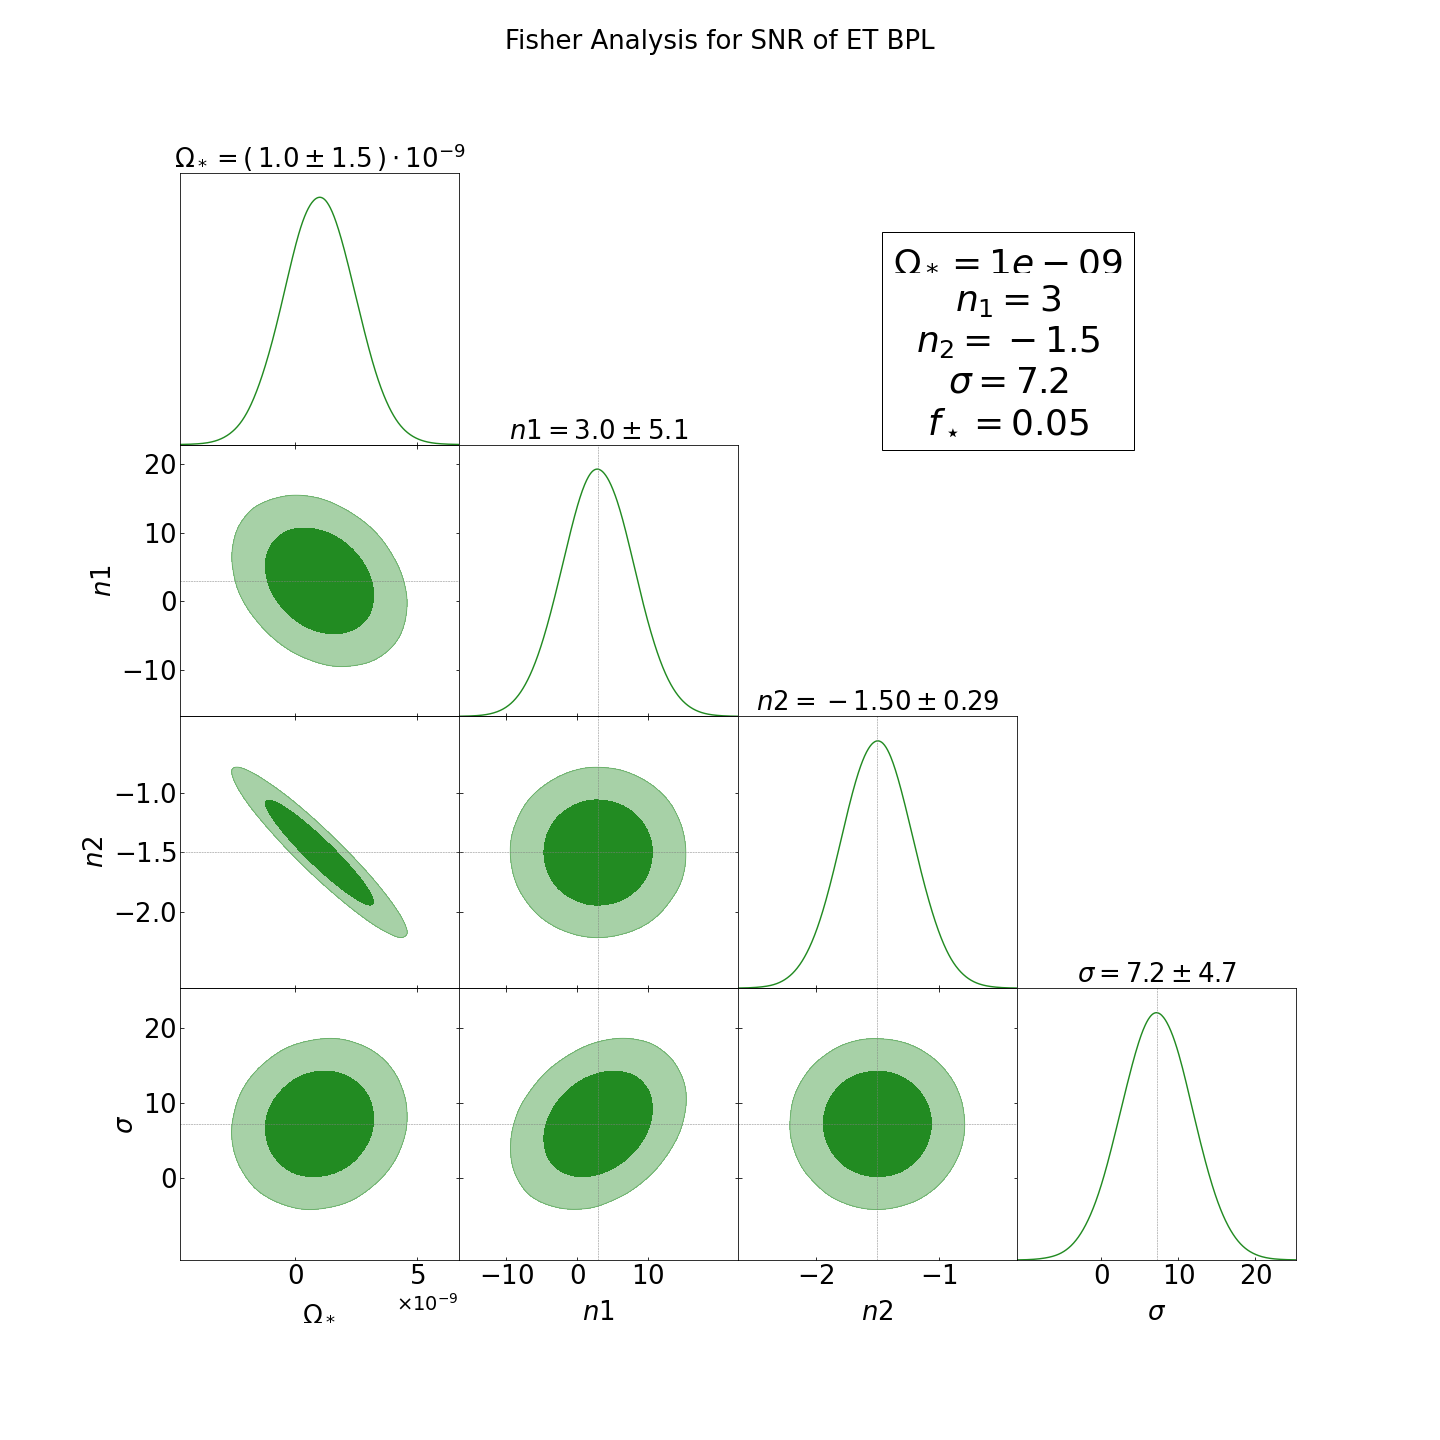 Fisher Analysis for SNR of ET BPL
Ω* = ( 1.0 ± 1.5 ) · 10⁻⁹
Ω* = 1e − 09
n₁ = 3
n₂ = − 1.5
σ = 7.2
f⋆ = 0.05
n1 = 3.0 ± 5.1
20
10
0
−10
n1
n2 = − 1.50 ± 0.29
−1.0
−1.5
−2.0
n2
σ = 7.2 ± 4.7
20
10
0
σ
0 5
−10 0 10
−2 −1
0 10 20
×10⁻⁹
Ω*
n1
n2
σ